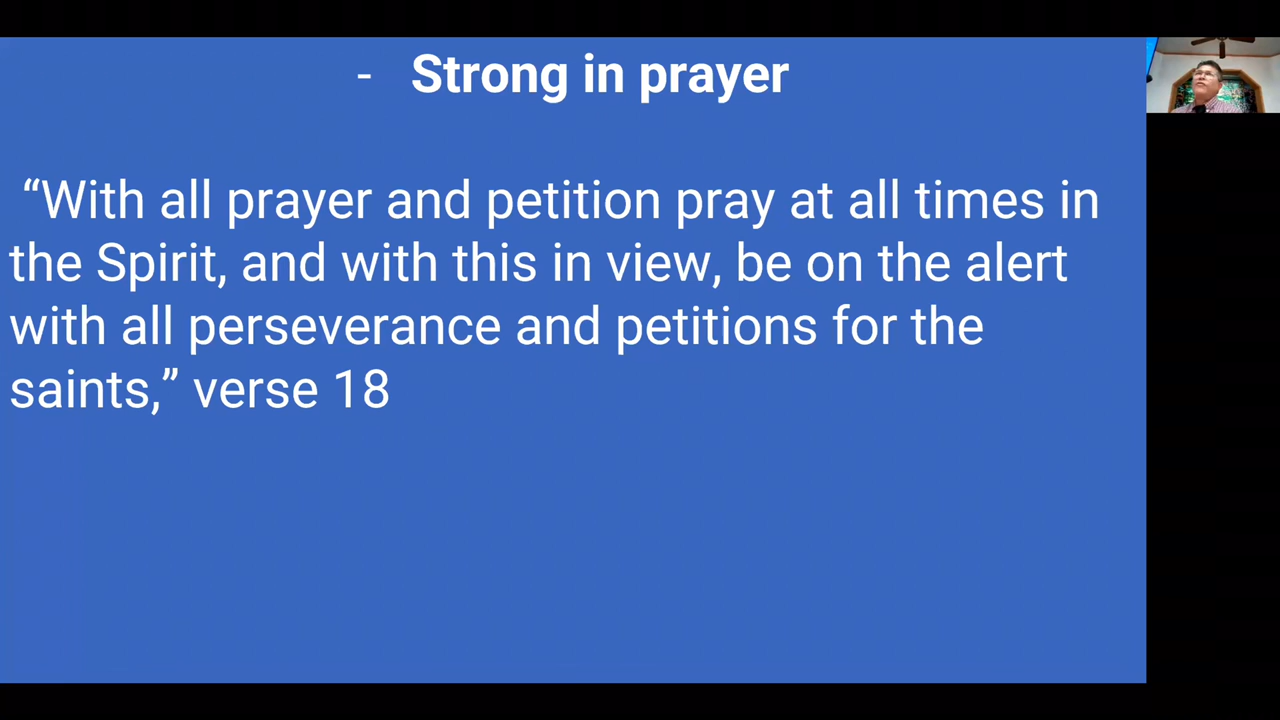 - Strong in prayer
“With all prayer and petition pray at all times in
the Spirit, and with this in view, be on the alert
with all perseverance and petitions for the
saints,” verse 18